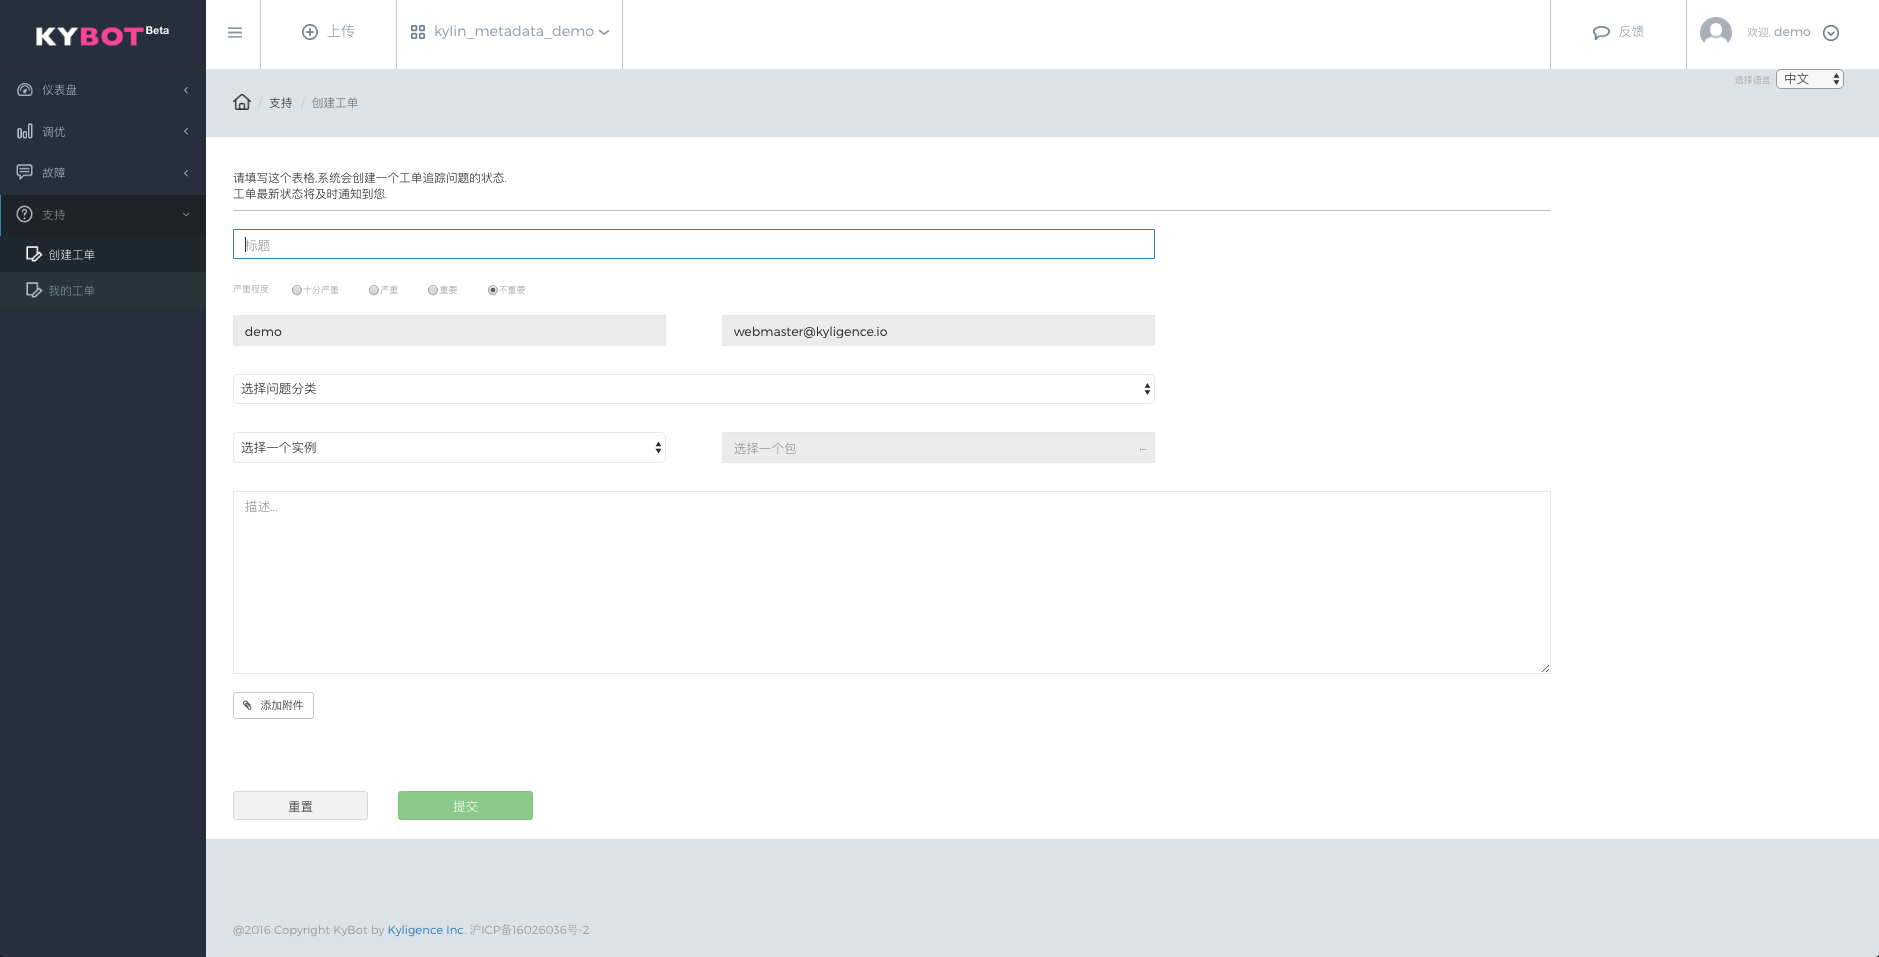 KYBOT Beta
上传
kylin_metadata_demo
反馈
欢迎, demo
仪表盘
调优
故障
支持
创建工单
我的工单
选择语言:
中文
/ 支持 / 创建工单
请填写这个表格,系统会创建一个工单追踪问题的状态.
工单最新状态将及时通知到您.
标题
严重程度: 十分严重 严重 重要 不重要
demo
webmaster@kyligence.io
选择问题分类
选择一个实例
选择一个包 ...
描述...
添加附件
重置
提交
@2016 Copyright KyBot by Kyligence Inc. 沪ICP备16026036号-2